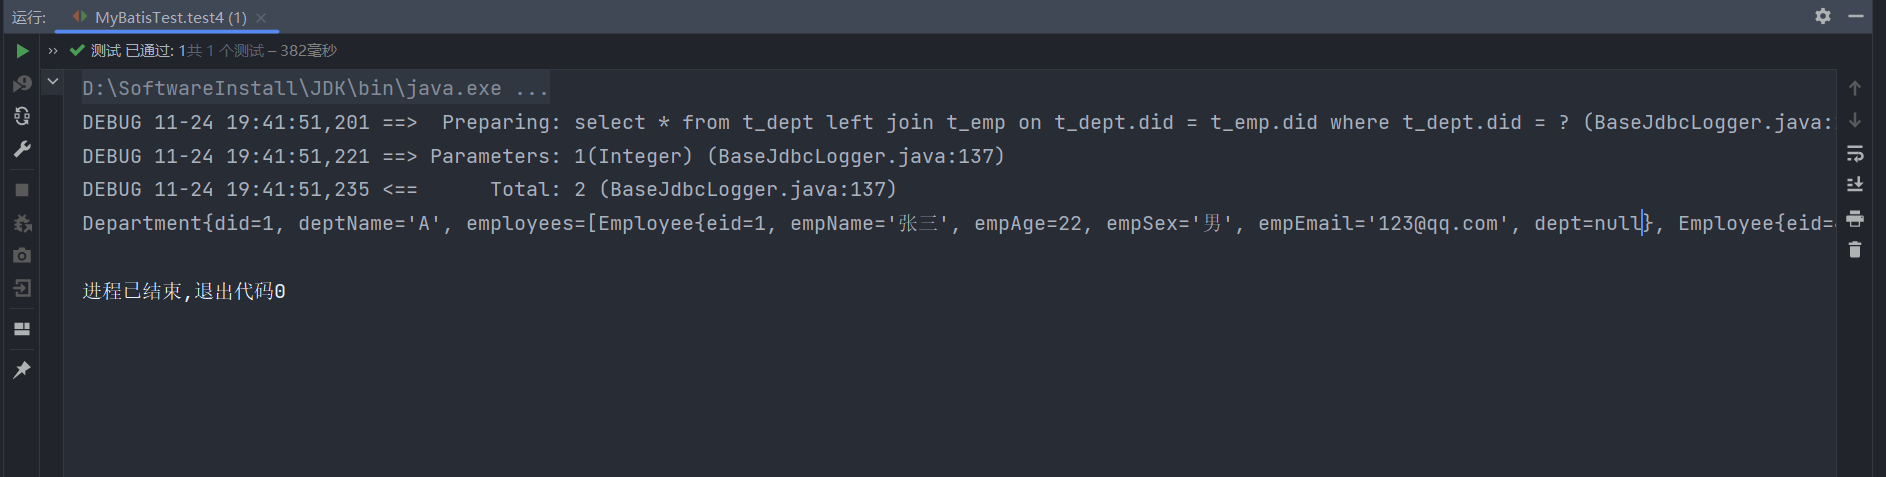 运行: MyBatisTest.test4 (1)
测试 已通过: 1共 1 个测试 – 382毫秒
D:\SoftwareInstall\JDK\bin\java.exe ...
DEBUG 11-24 19:41:51,201 ==>  Preparing: select * from t_dept left join t_emp on t_dept.did = t_emp.did where t_dept.did = ? (BaseJdbcLogger.java:
DEBUG 11-24 19:41:51,221 ==> Parameters: 1(Integer) (BaseJdbcLogger.java:137)
DEBUG 11-24 19:41:51,235 <==      Total: 2 (BaseJdbcLogger.java:137)
Department{did=1, deptName='A', employees=[Employee{eid=1, empName='张三', empAge=22, empSex='男', empEmail='123@qq.com', dept=null}, Employee{eid=
进程已结束,退出代码0